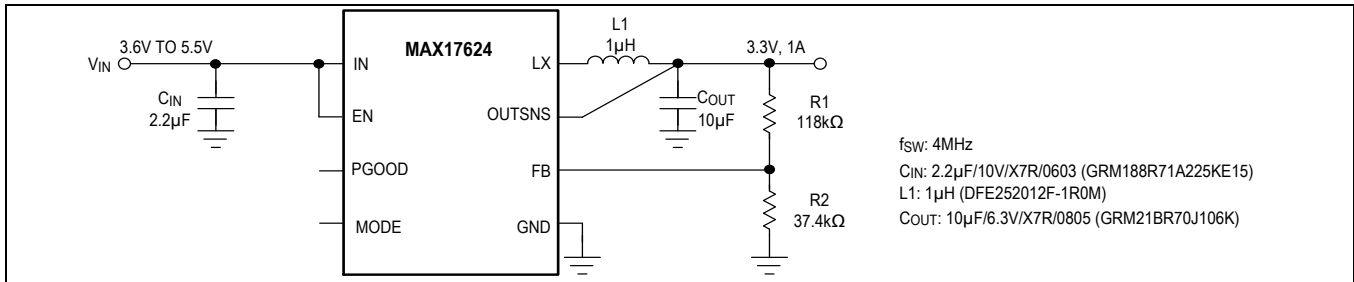 3.6V TO 5.5V
VIN
CIN
2.2µF
MAX17624
IN
EN
PGOOD
MODE
LX
OUTSNS
FB
GND
L1
1µH
3.3V, 1A
COUT
10µF
R1
118kΩ
R2
37.4kΩ
fSW: 4MHz
CIN: 2.2µF/10V/X7R/0603 (GRM188R71A225KE15)
L1: 1µH (DFE252012F-1R0M)
COUT: 10µF/6.3V/X7R/0805 (GRM21BR70J106K)